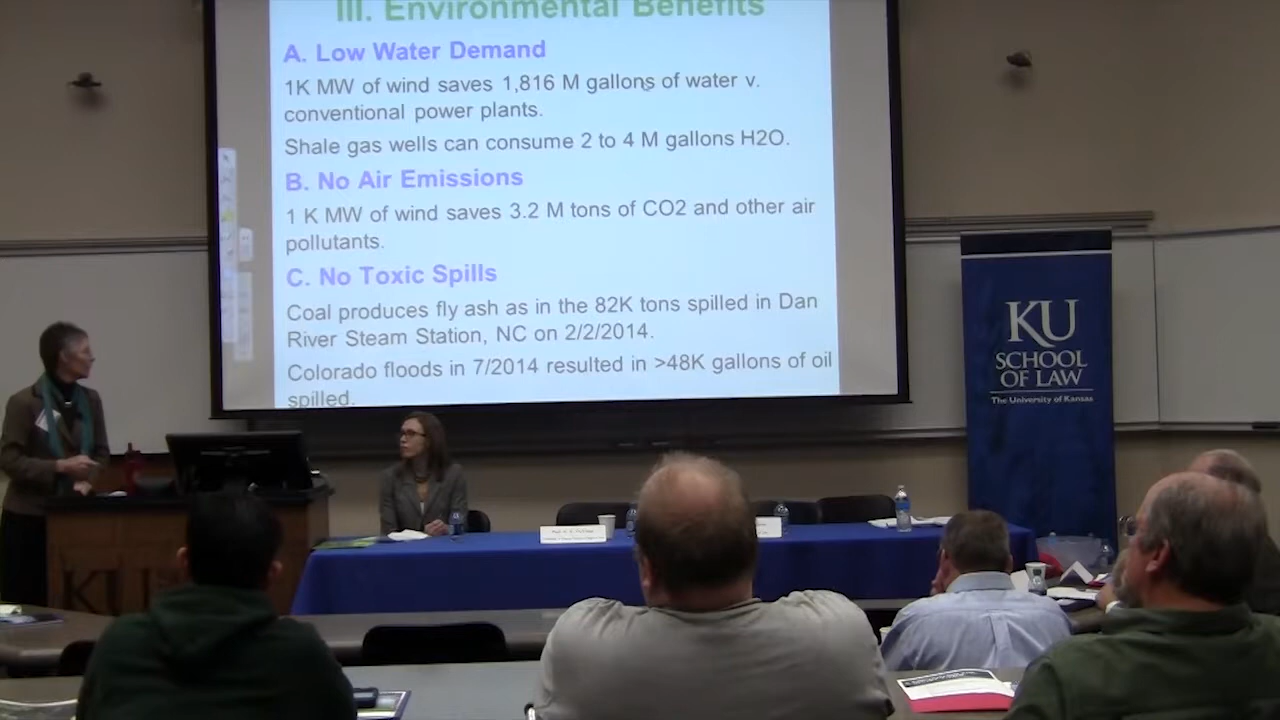 III. Environmental Benefits
A. Low Water Demand
1K MW of wind saves 1,816 M gallons of water v.
conventional power plants.
Shale gas wells can consume 2 to 4 M gallons H2O.
B. No Air Emissions
1 K MW of wind saves 3.2 M tons of CO2 and other air
pollutants.
C. No Toxic Spills
Coal produces fly ash as in the 82K tons spilled in Dan
River Steam Station, NC on 2/2/2014.
Colorado floods in 7/2014 resulted in >48K gallons of oil
spilled.
KU
SCHOOL
OF LAW
The University of Kansas
KU